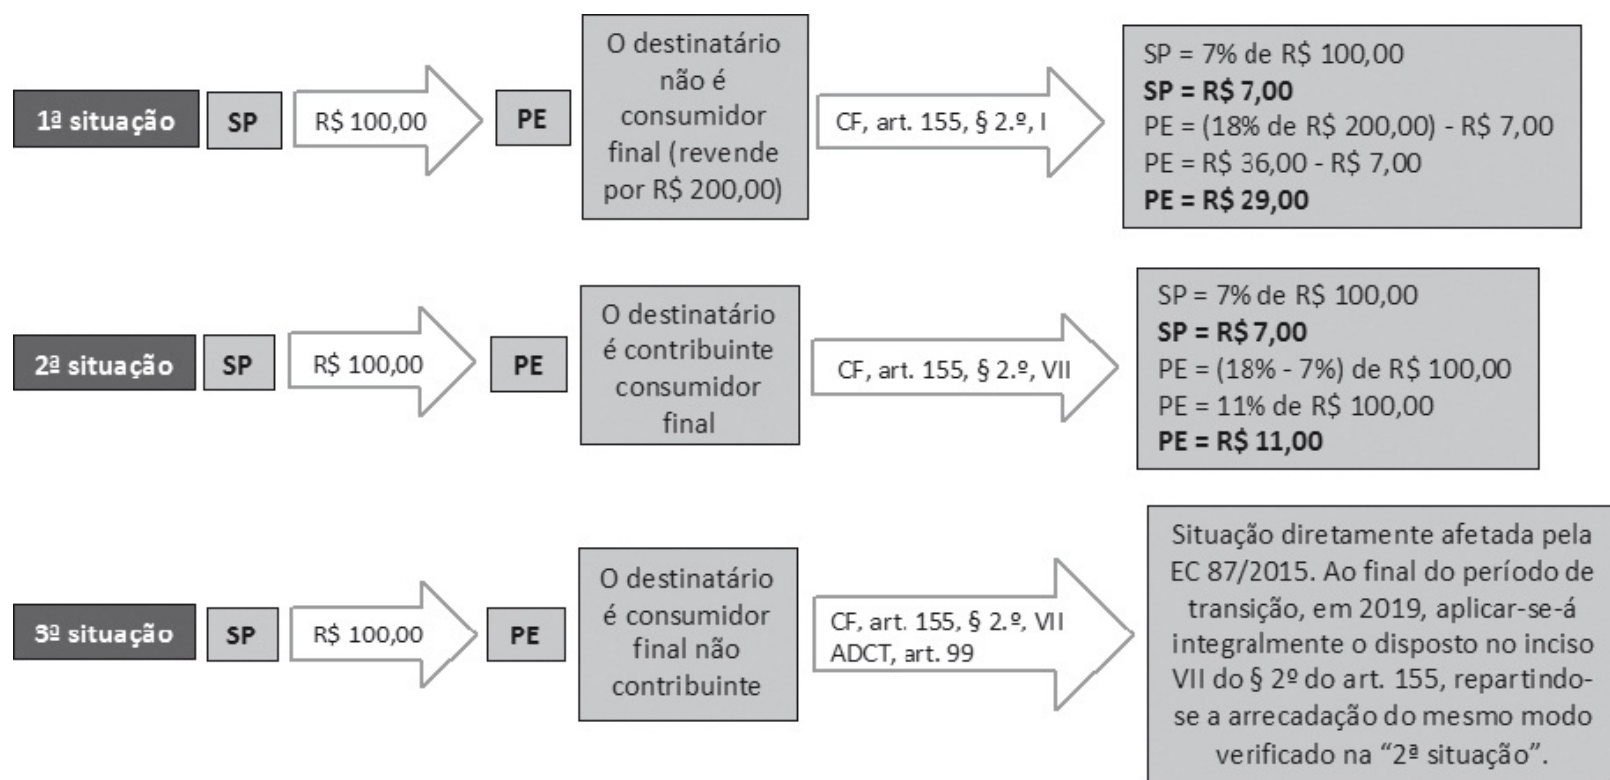 1ª situação
SP
R$ 100,00
PE
O destinatário
não é
consumidor
final (revende
por R$ 200,00)
CF, art. 155, § 2.º, I
SP = 7% de R$ 100,00
SP = R$ 7,00
PE = (18% de R$ 200,00) - R$ 7,00
PE = R$ 36,00 - R$ 7,00
PE = R$ 29,00
2ª situação
SP
R$ 100,00
PE
O destinatário
é contribuinte
consumidor
final
CF, art. 155, § 2.º, VII
SP = 7% de R$ 100,00
SP = R$ 7,00
PE = (18% - 7%) de R$ 100,00
PE = 11% de R$ 100,00
PE = R$ 11,00
3ª situação
SP
R$ 100,00
PE
O destinatário
é consumidor
final não
contribuinte
CF, art. 155, § 2.º, VII
ADCT, art. 99
Situação diretamente afetada pela
EC 87/2015. Ao final do período de
transição, em 2019, aplicar-se-á
integralmente o disposto no inciso
VII do § 2º do art. 155, repartindo-
se a arrecadação do mesmo modo
verificado na “2ª situação”.